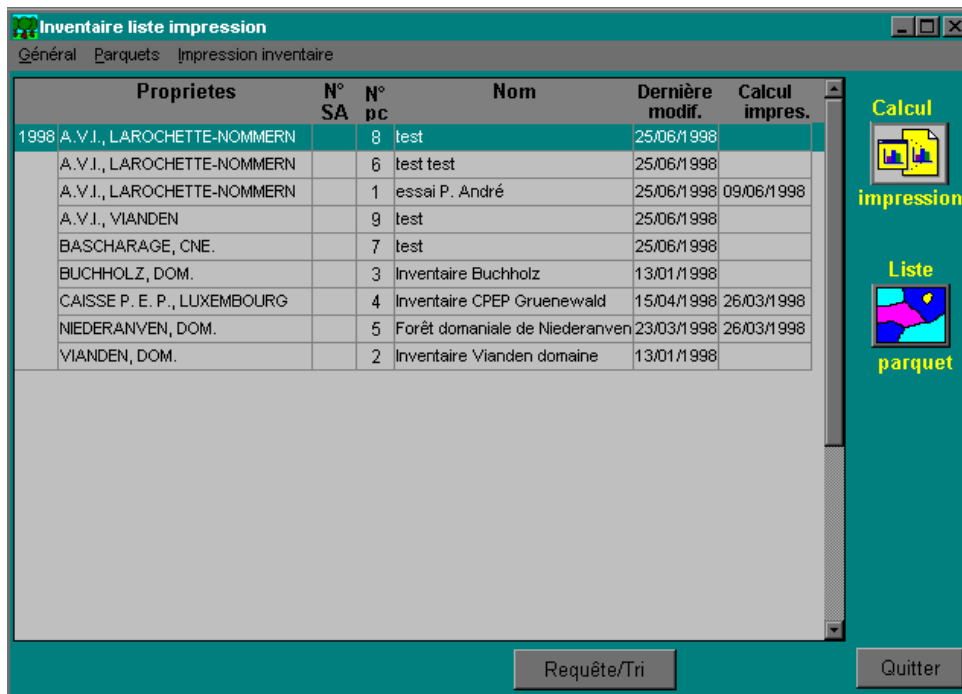 Inventaire liste impression
Général Parquets Impression inventaire
Proprietes N° SA N° pc Nom Dernière modif. Calcul impres.
1998 A.V.I., LAROCHETTE-NOMMERN 8 test 25/06/1998
A.V.I., LAROCHETTE-NOMMERN 6 test test 25/06/1998
A.V.I., LAROCHETTE-NOMMERN 1 essai P. André 25/06/1998 09/06/1998
A.V.I., VIANDEN 9 test 25/06/1998
BASCHARAGE, CNE. 7 test 25/06/1998
BUCHHOLZ, DOM. 3 Inventaire Buchholz 13/01/1998
CAISSE P. E. P., LUXEMBOURG 4 Inventaire CPEP Gruenewald 15/04/1998 26/03/1998
NIEDERANVEN, DOM. 5 Forêt domaniale de Niederanven 23/03/1998 26/03/1998
VIANDEN, DOM. 2 Inventaire Vianden domaine 13/01/1998
Calcul
impression
Liste
parquet
Requête/Tri
Quitter